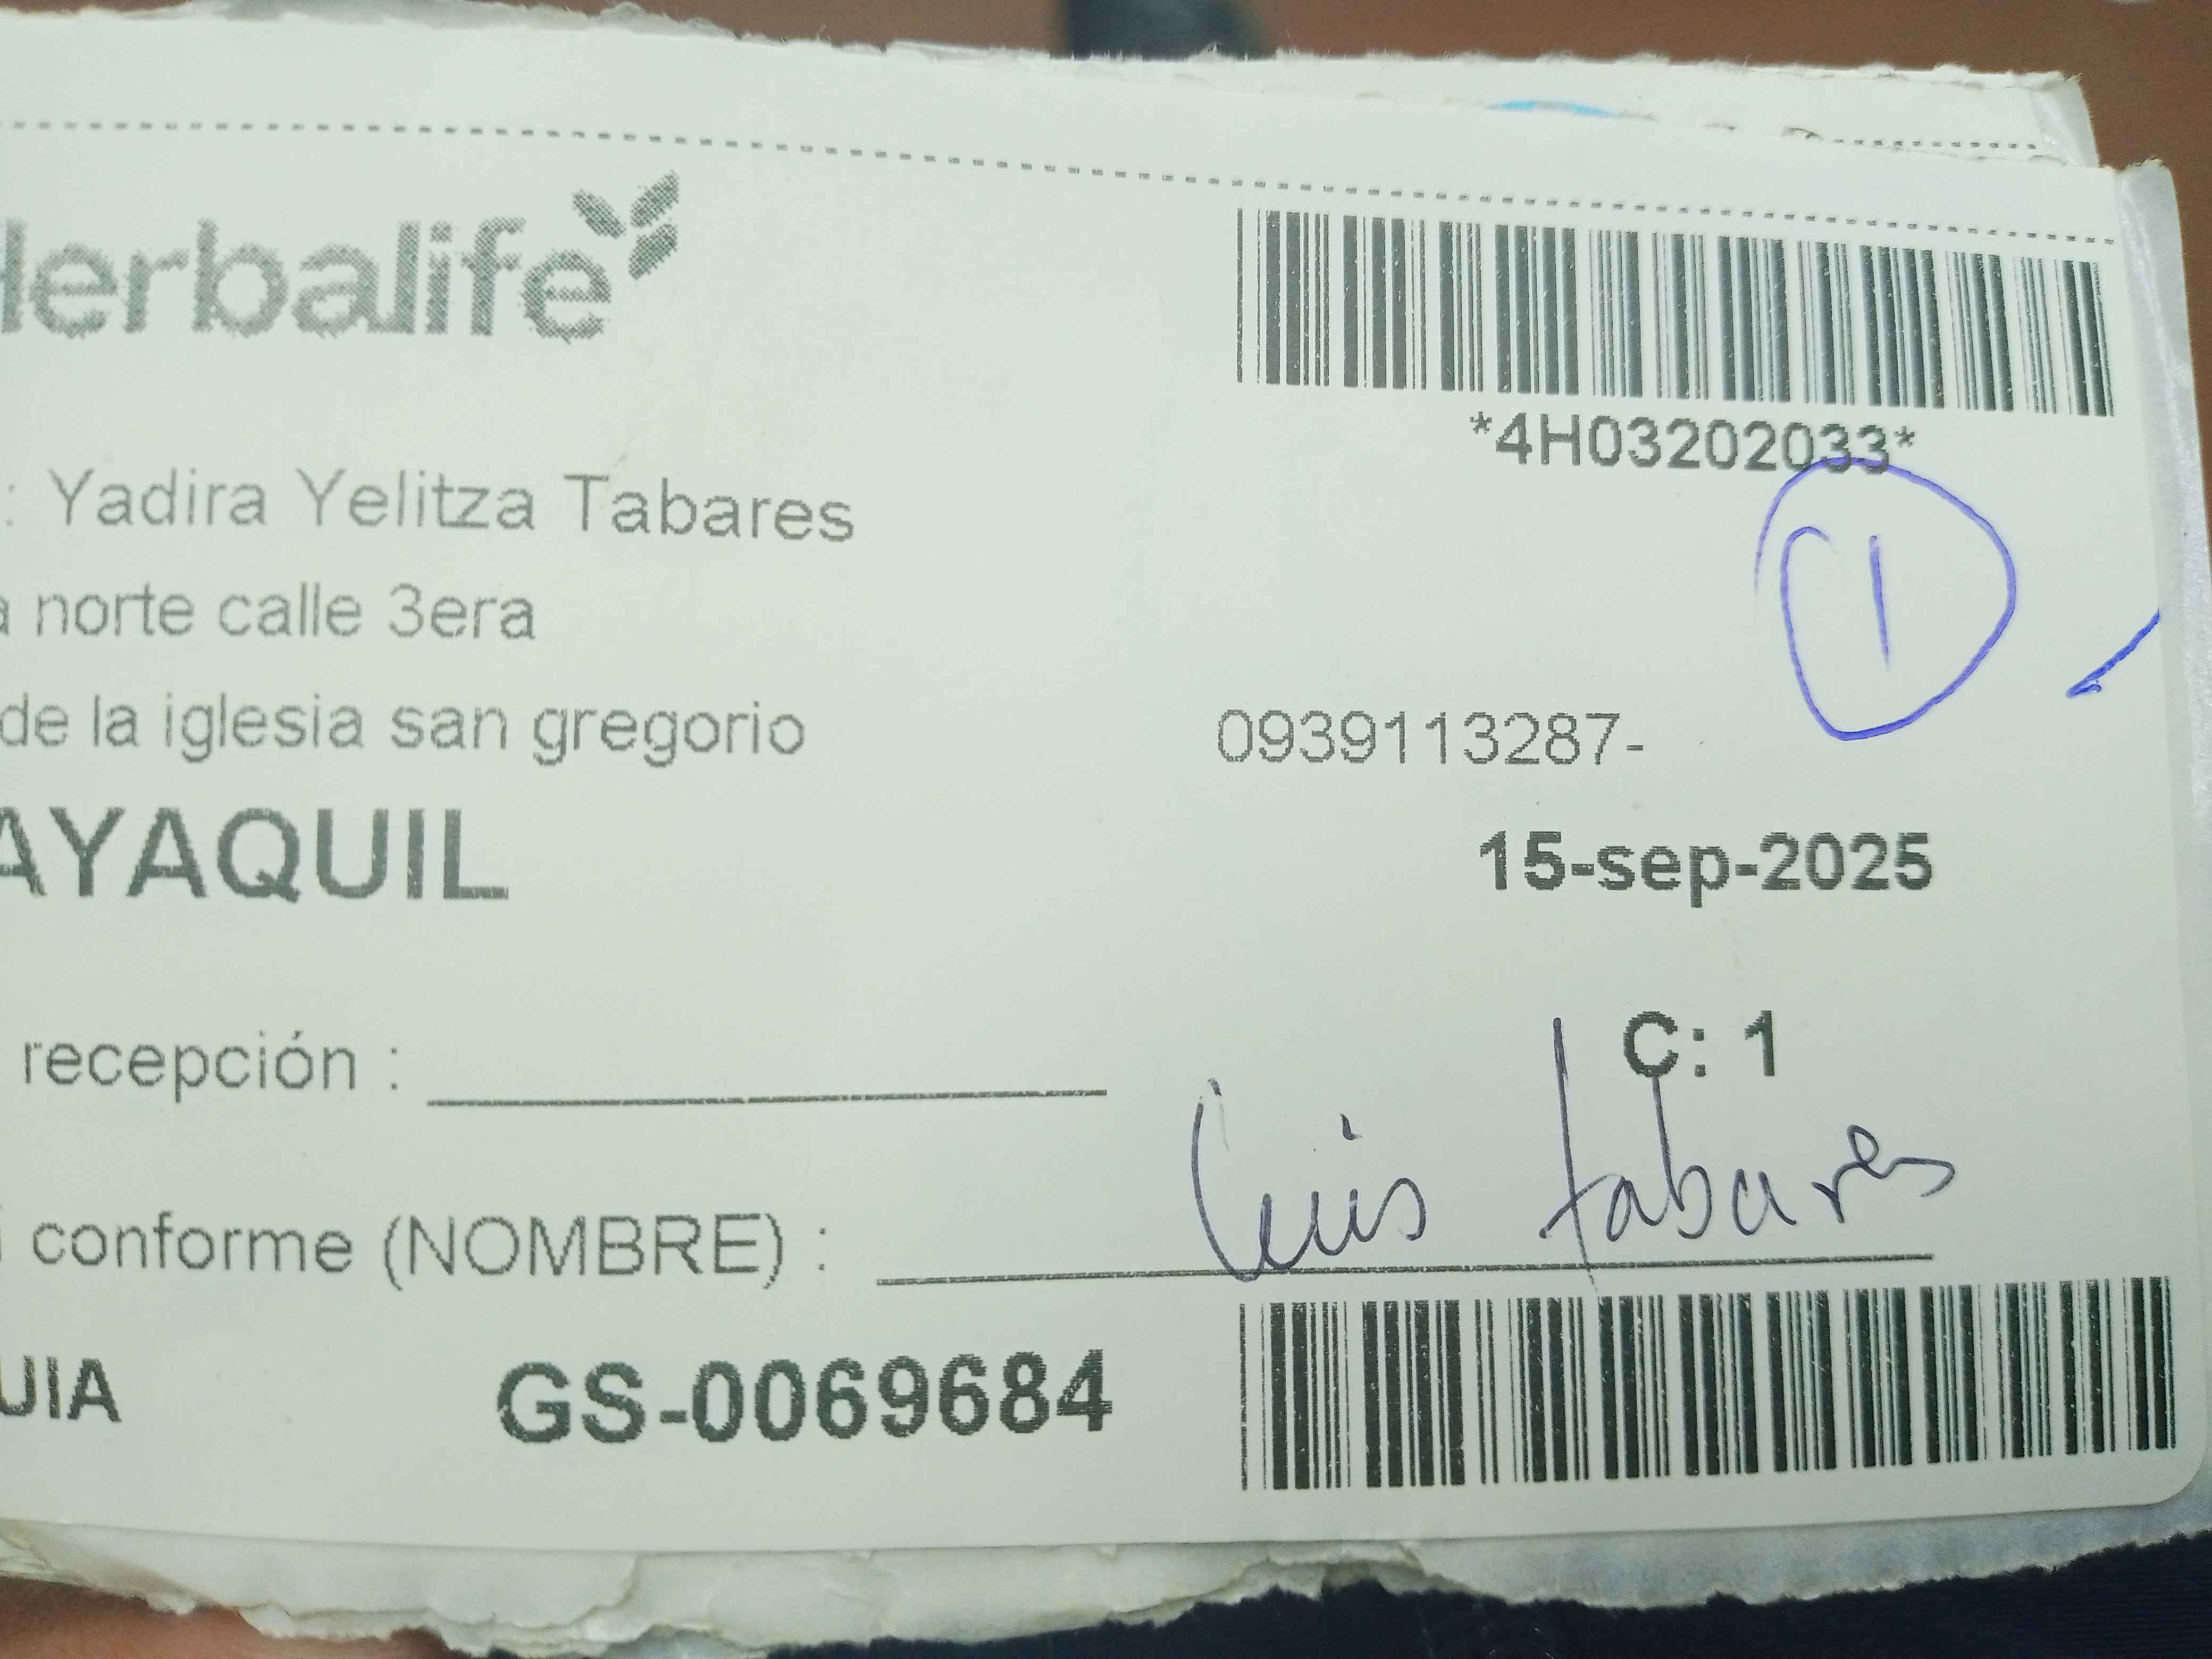 Herbalife
*4H03202033*
: Yadira Yelitza Tabares
1
a norte calle 3era
de la iglesia san gregorio 0939113287-
AYAQUIL 15-sep-2025
C: 1
recepción :
i conforme (NOMBRE) : Luis tabares
UIA GS-0069684